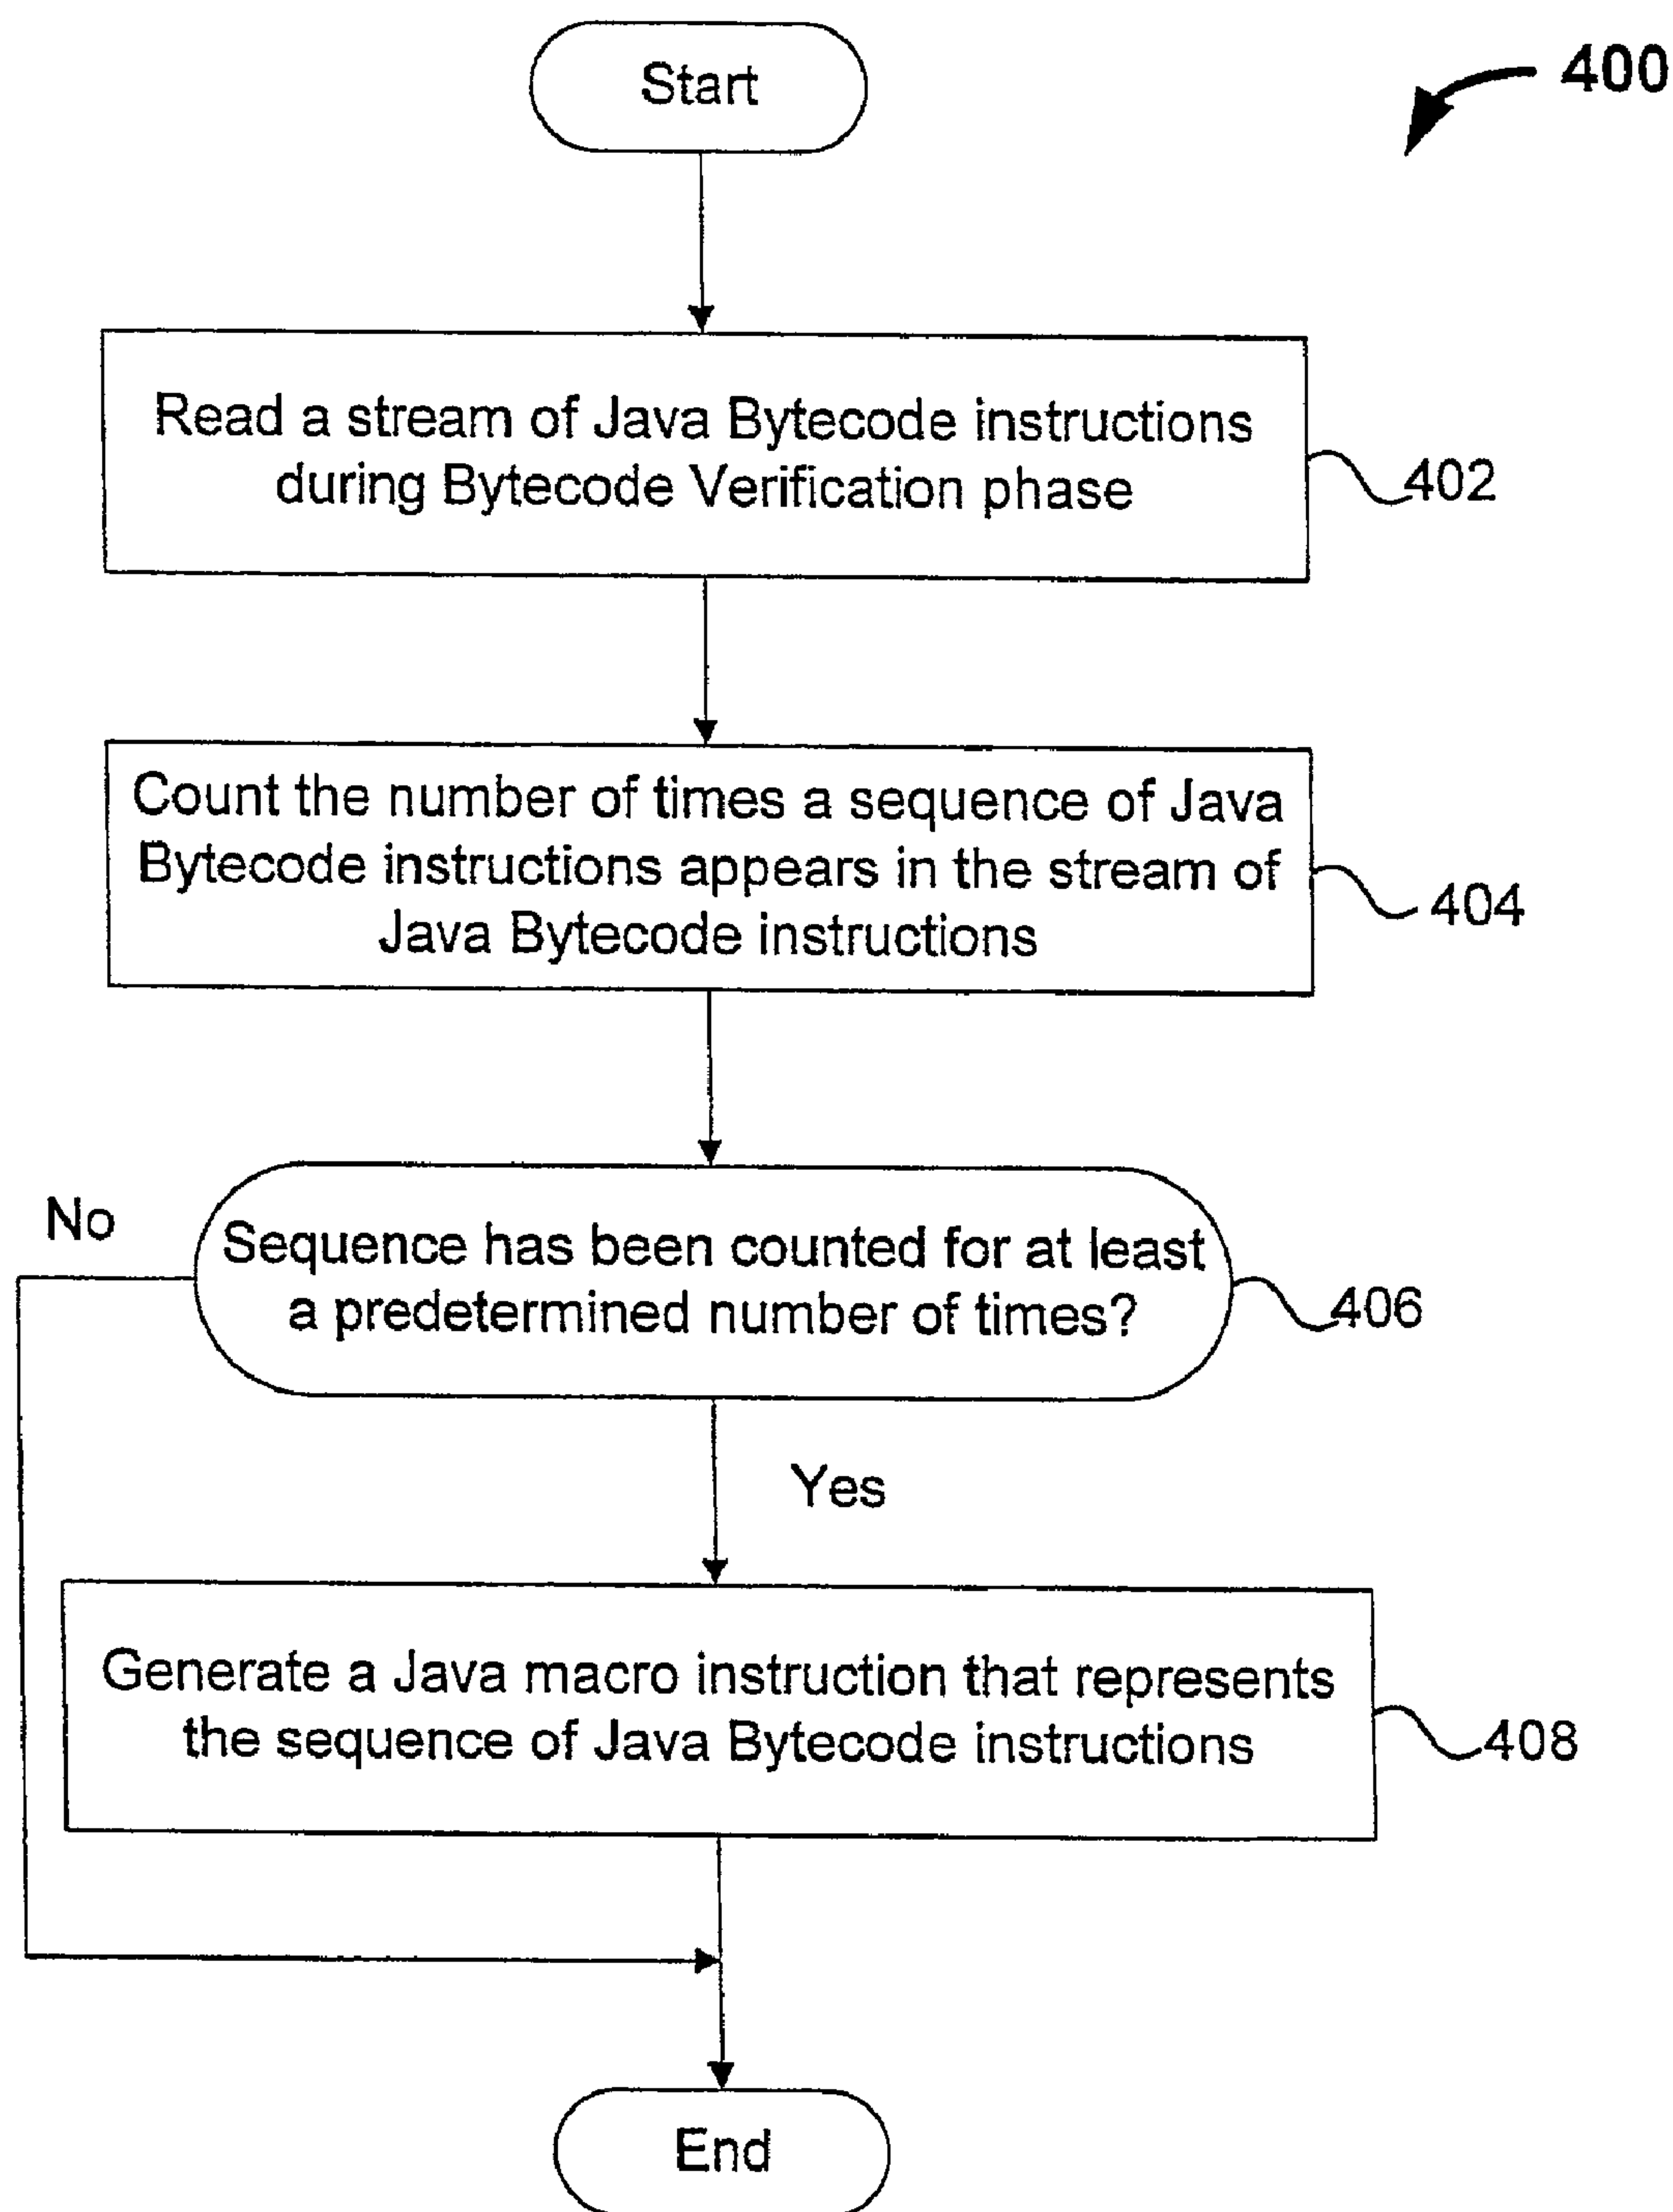 Start
400
Read a stream of Java Bytecode instructions
during Bytecode Verification phase
402
Count the number of times a sequence of Java
Bytecode instructions appears in the stream of
Java Bytecode instructions
404
No
Sequence has been counted for at least
a predetermined number of times?
406
Yes
Generate a Java macro instruction that represents
the sequence of Java Bytecode instructions
408
End